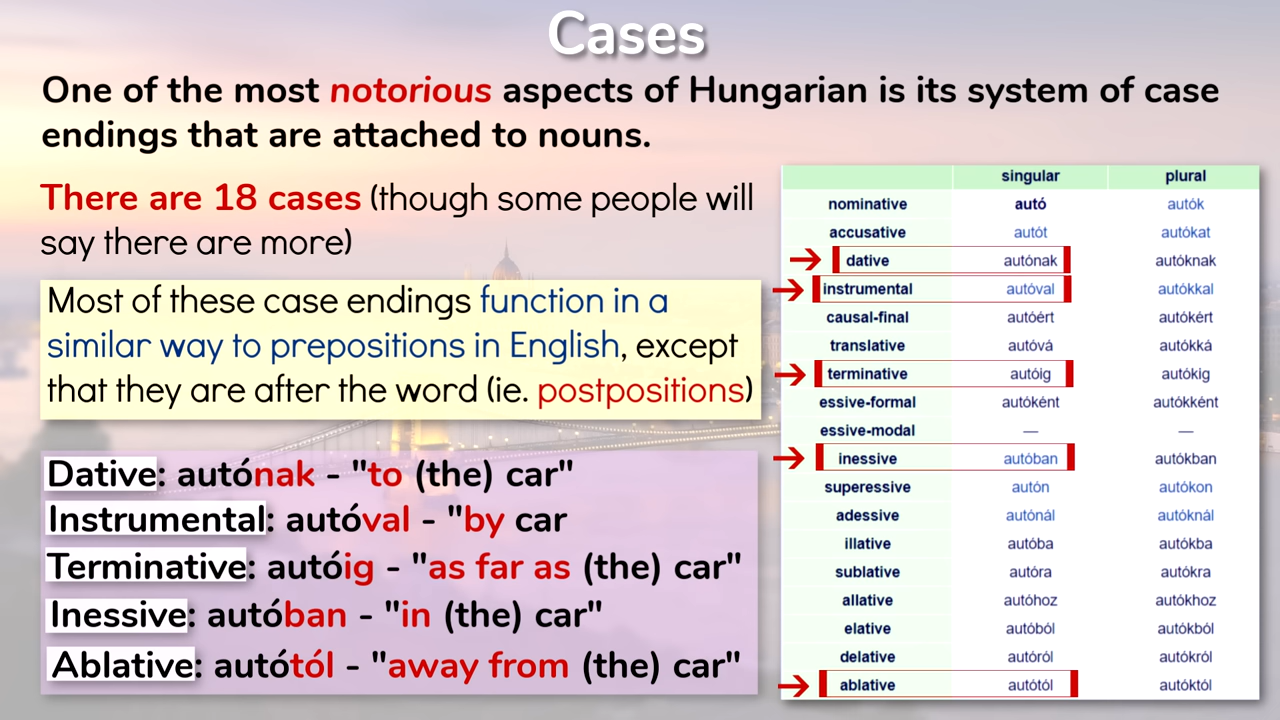 Cases
One of the most notorious aspects of Hungarian is its system of case
endings that are attached to nouns.
There are 18 cases (though some people will
say there are more)
Most of these case endings function in a
similar way to prepositions in English, except
that they are after the word (ie. postpositions)
Dative: autónak - "to (the) car"
Instrumental: autóval - "by car
Terminative: autóig - "as far as (the) car"
Inessive: autóban - "in (the) car"
Ablative: autótól - "away from (the) car"
singular plural
nominative autó autók
accusative autót autókat
dative autónak autóknak
instrumental autóval autókkal
causal-final autóért autókért
translative autóvá autókká
terminative autóig autókig
essive-formal autóként autókként
essive-modal — —
inessive autóban autókban
superessive autón autókon
adessive autónál autóknál
illative autóba autókba
sublative autóra autókra
allative autóhoz autókhoz
elative autóból autókból
delative autóról autókról
ablative autótól autóktól